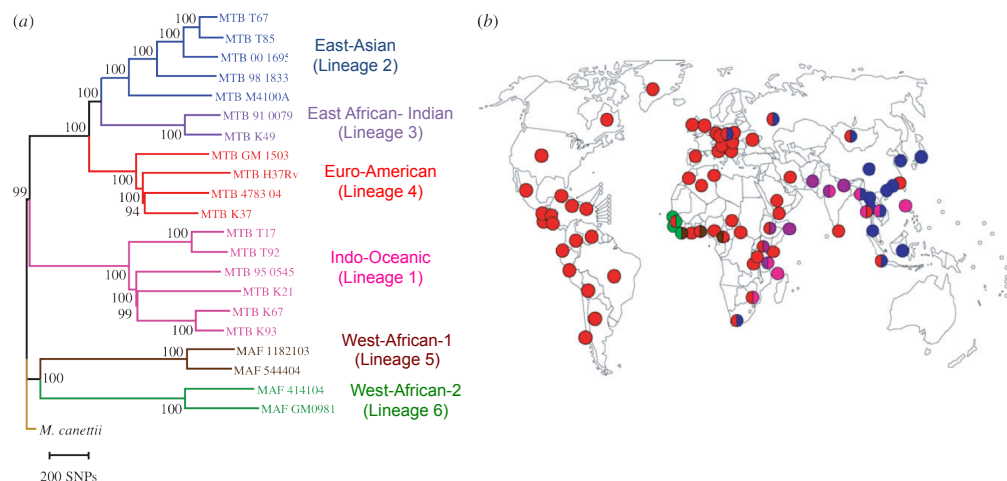 (a)
(b)
MTB T67
MTB T85
MTB 00 1695
MTB 98 1833
MTB M4100A
East-Asian
(Lineage 2)
MTB 91 0079
MTB K49
East African- Indian
(Lineage 3)
MTB GM 1503
MTB H37Rv
MTB 4783 04
MTB K37
Euro-American
(Lineage 4)
MTB T17
MTB T92
MTB 95 0545
MTB K21
MTB K67
MTB K93
Indo-Oceanic
(Lineage 1)
MAF 1182103
MAF 544404
West-African-1
(Lineage 5)
MAF 414104
MAF GM0981
West-African-2
(Lineage 6)
M. canettii
100
100
100
100
100
100
100
100
94
99
100
100
100
99
100
100
100
100
200 SNPs